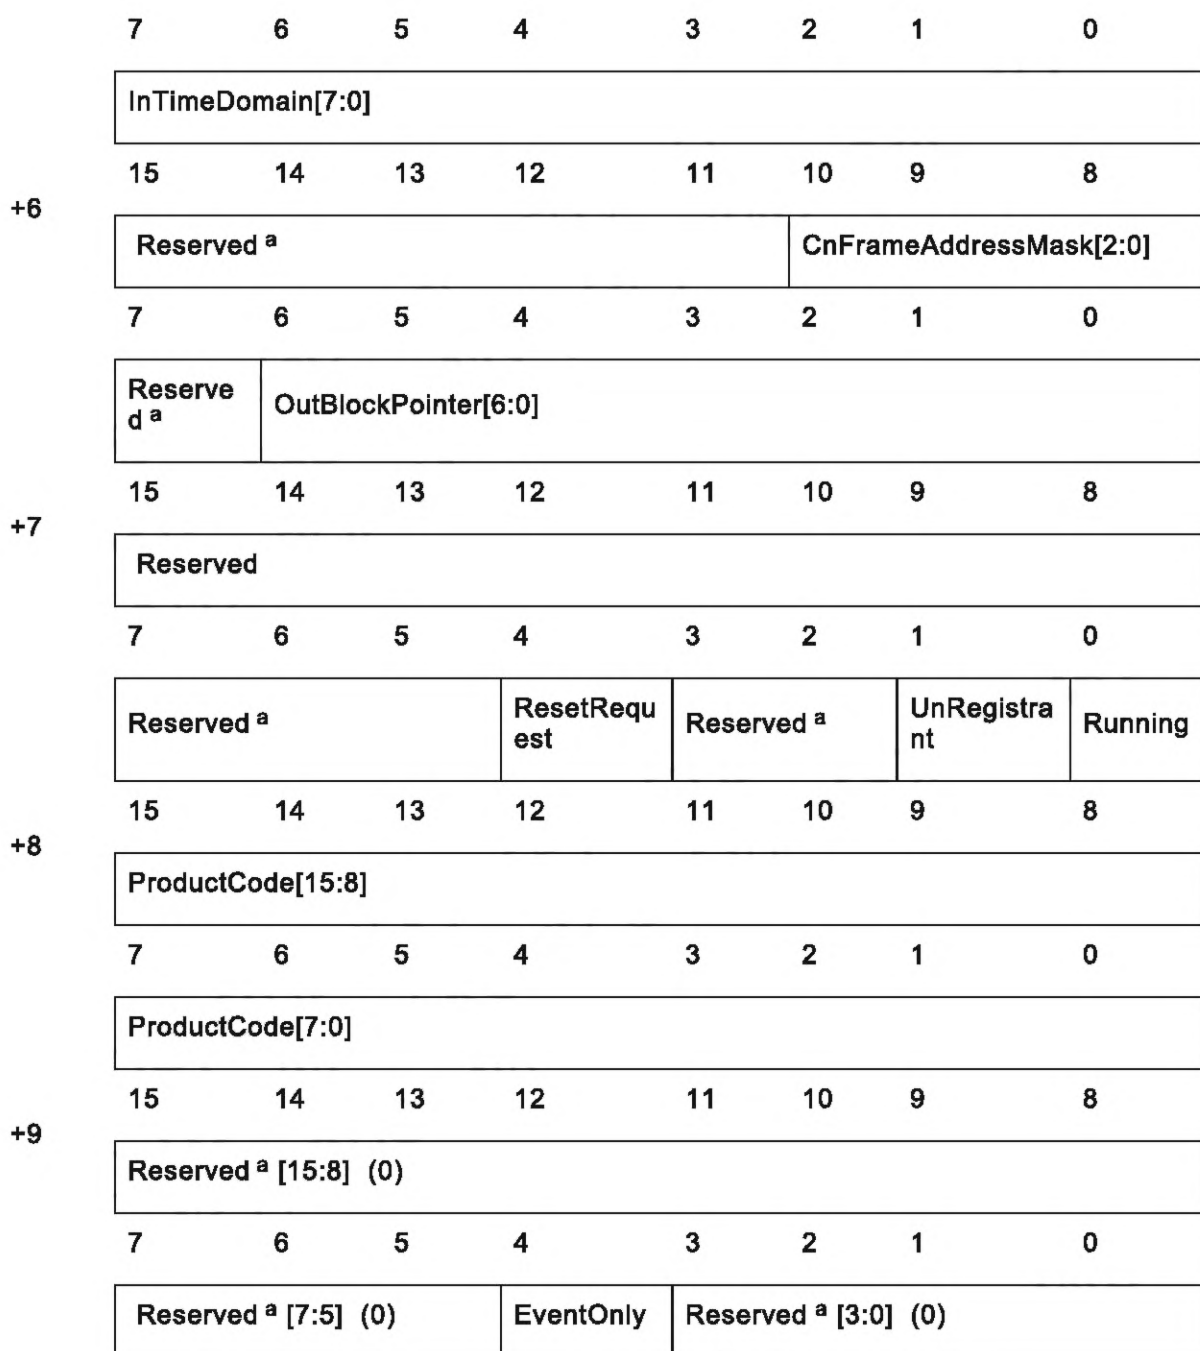 7 6 5 4 3 2 1 0
InTimeDomain[7:0]
15 14 13 12 11 10 9 8
+6
Reserved a CnFrameAddressMask[2:0]
7 6 5 4 3 2 1 0
Reserve
d a
OutBlockPointer[6:0]
15 14 13 12 11 10 9 8
+7
Reserved
7 6 5 4 3 2 1 0
Reserved a
ResetRequ
est
Reserved a
UnRegistra
nt
Running
15 14 13 12 11 10 9 8
+8
ProductCode[15:8]
7 6 5 4 3 2 1 0
ProductCode[7:0]
15 14 13 12 11 10 9 8
+9
Reserved a [15:8] (0)
7 6 5 4 3 2 1 0
Reserved a [7:5] (0) EventOnly Reserved a [3:0] (0)